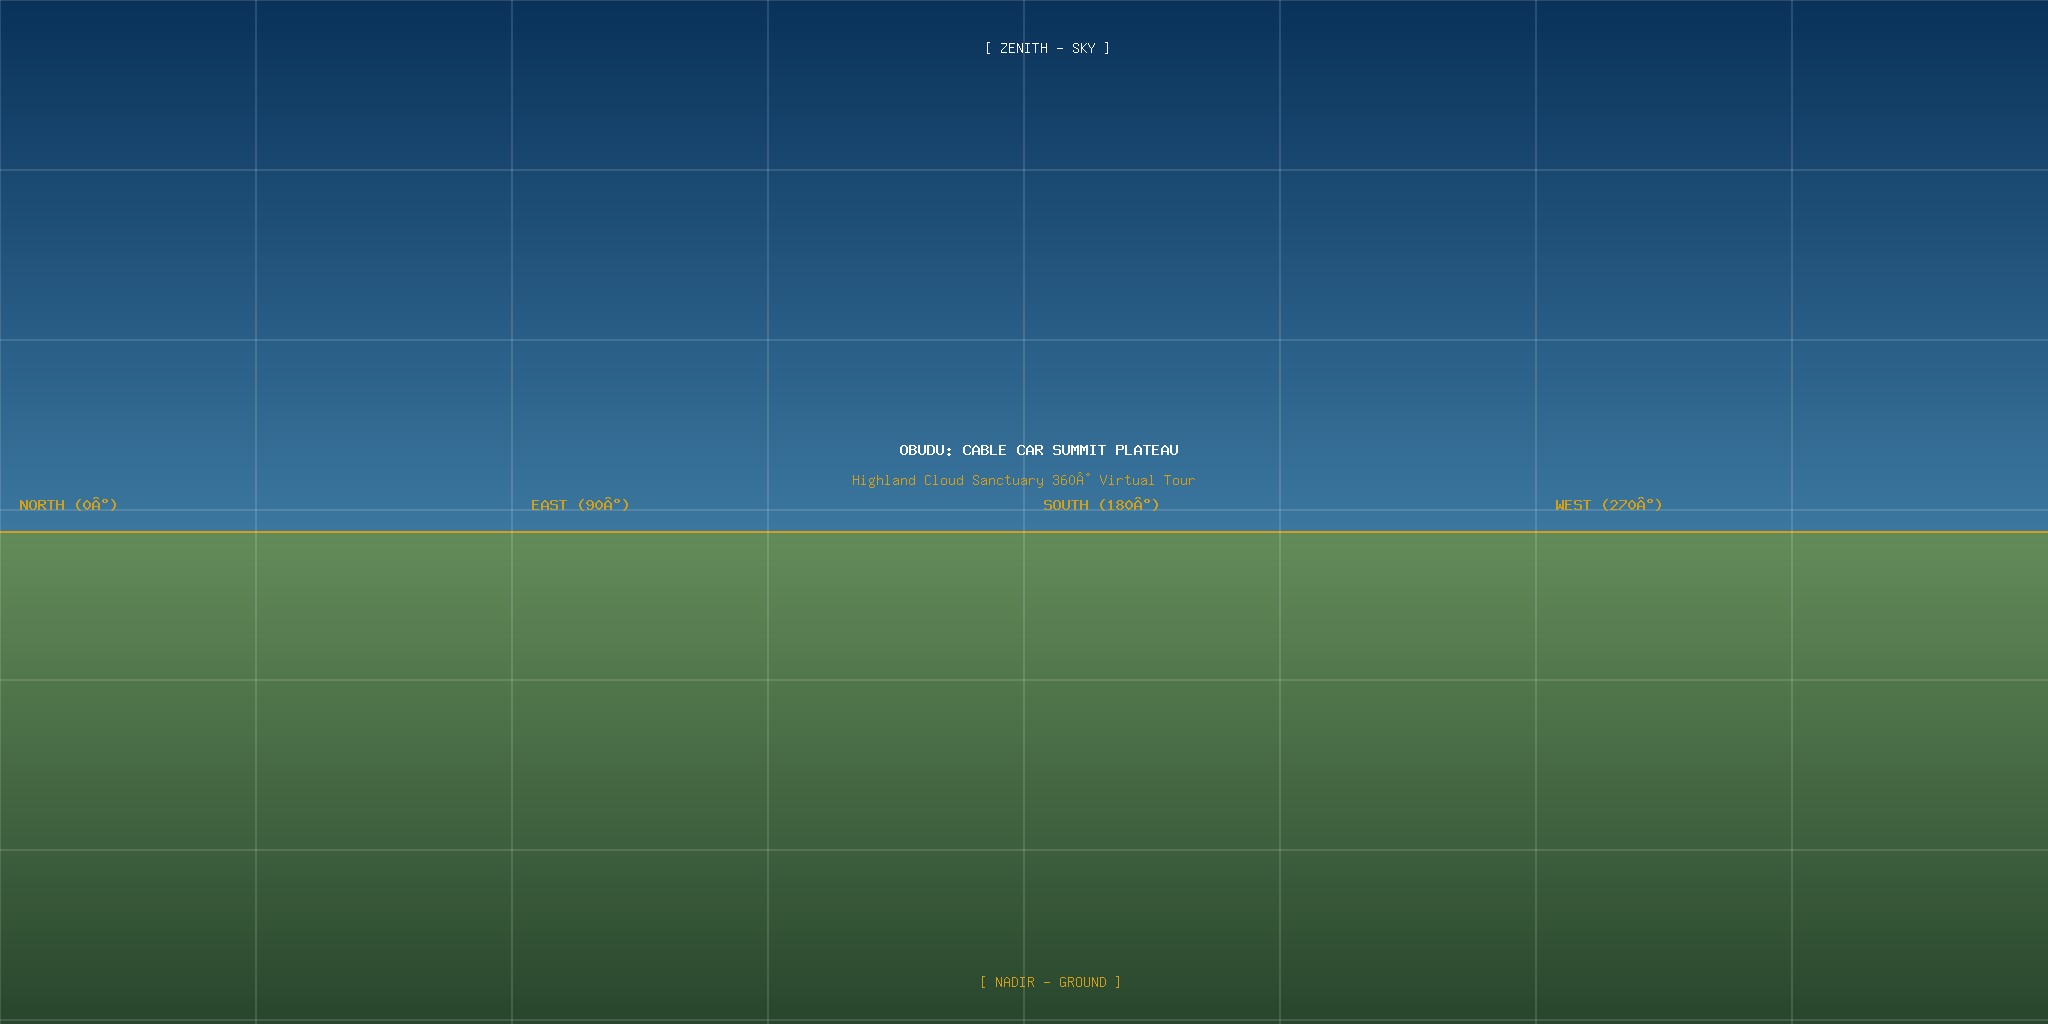 [ ZENITH - SKY ]
OBUDU: CABLE CAR SUMMIT PLATEAU
Highland Cloud Sanctuary 360Â° Virtual Tour
NORTH (0Â°)
EAST (90Â°)
SOUTH (180Â°)
WEST (270Â°)
[ NADIR - GROUND ]